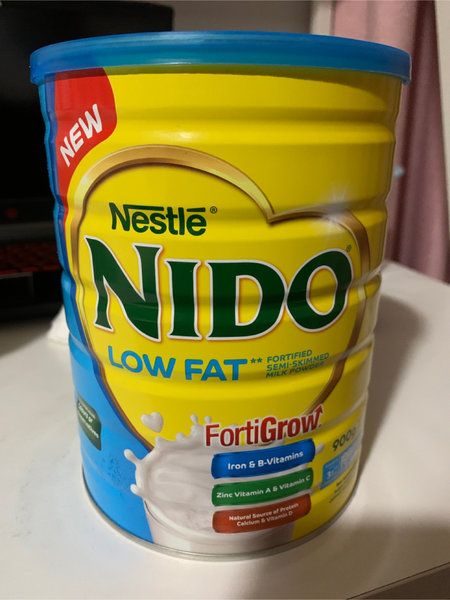 NEW
Nestlé®
NIDO®
LOW FAT**
FORTIFIED
SEMI-SKIMMED
MILK POWDER
FortiGrow
Iron & B-Vitamins
Zinc Vitamin A & Vitamin C
Natural Source of Protein
Calcium & Vitamin D
900g